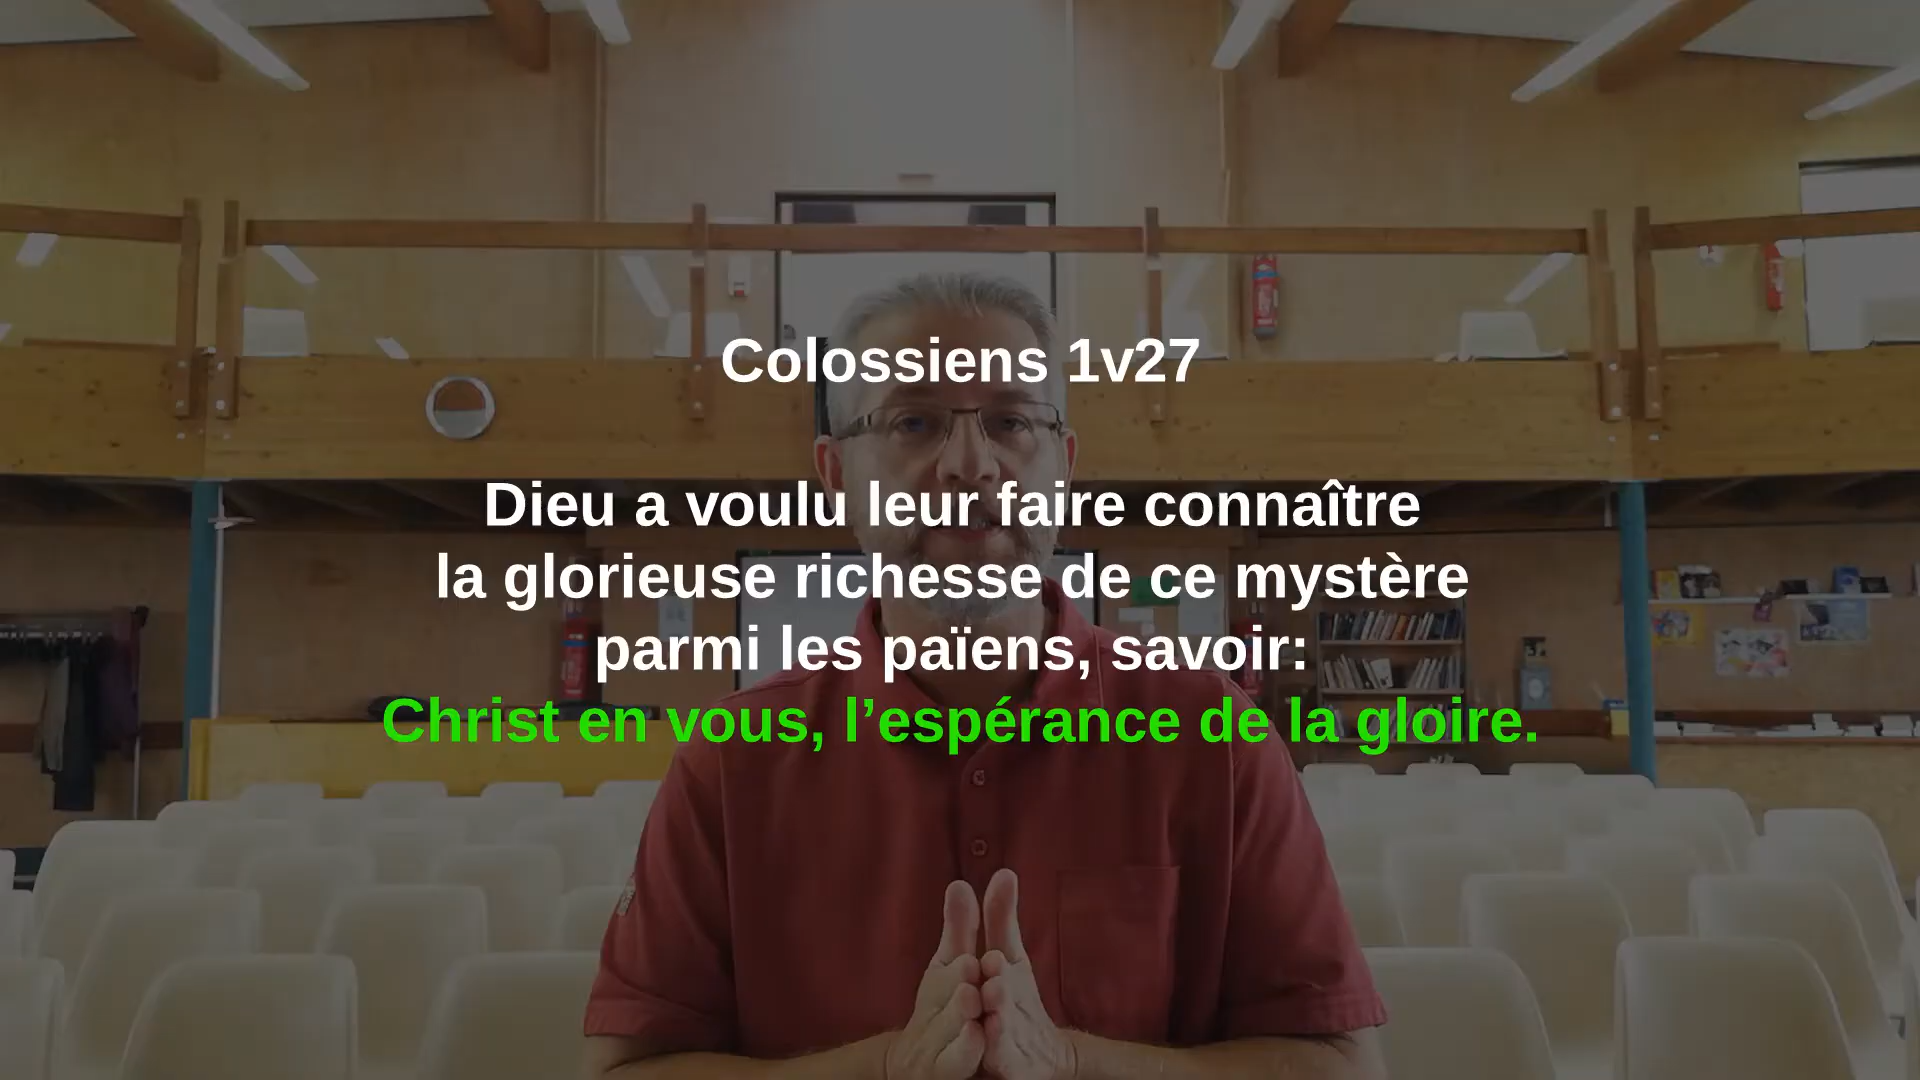 Colossiens 1v27
Dieu a voulu leur faire connaître
la glorieuse richesse de ce mystère
parmi les païens, savoir:
Christ en vous, l’espérance de la gloire.